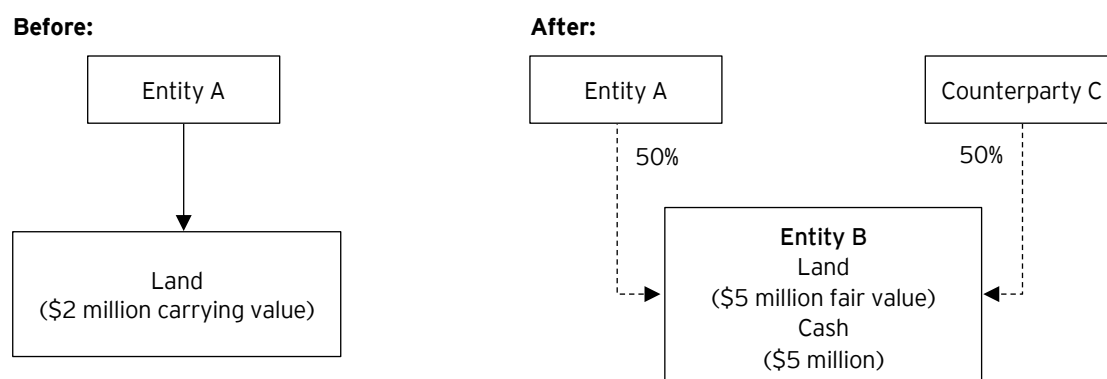 Before:
After:
Entity A
Entity A
Counterparty C
50%
50%
Land
($2 million carrying value)
Entity B
Land
($5 million fair value)
Cash
($5 million)